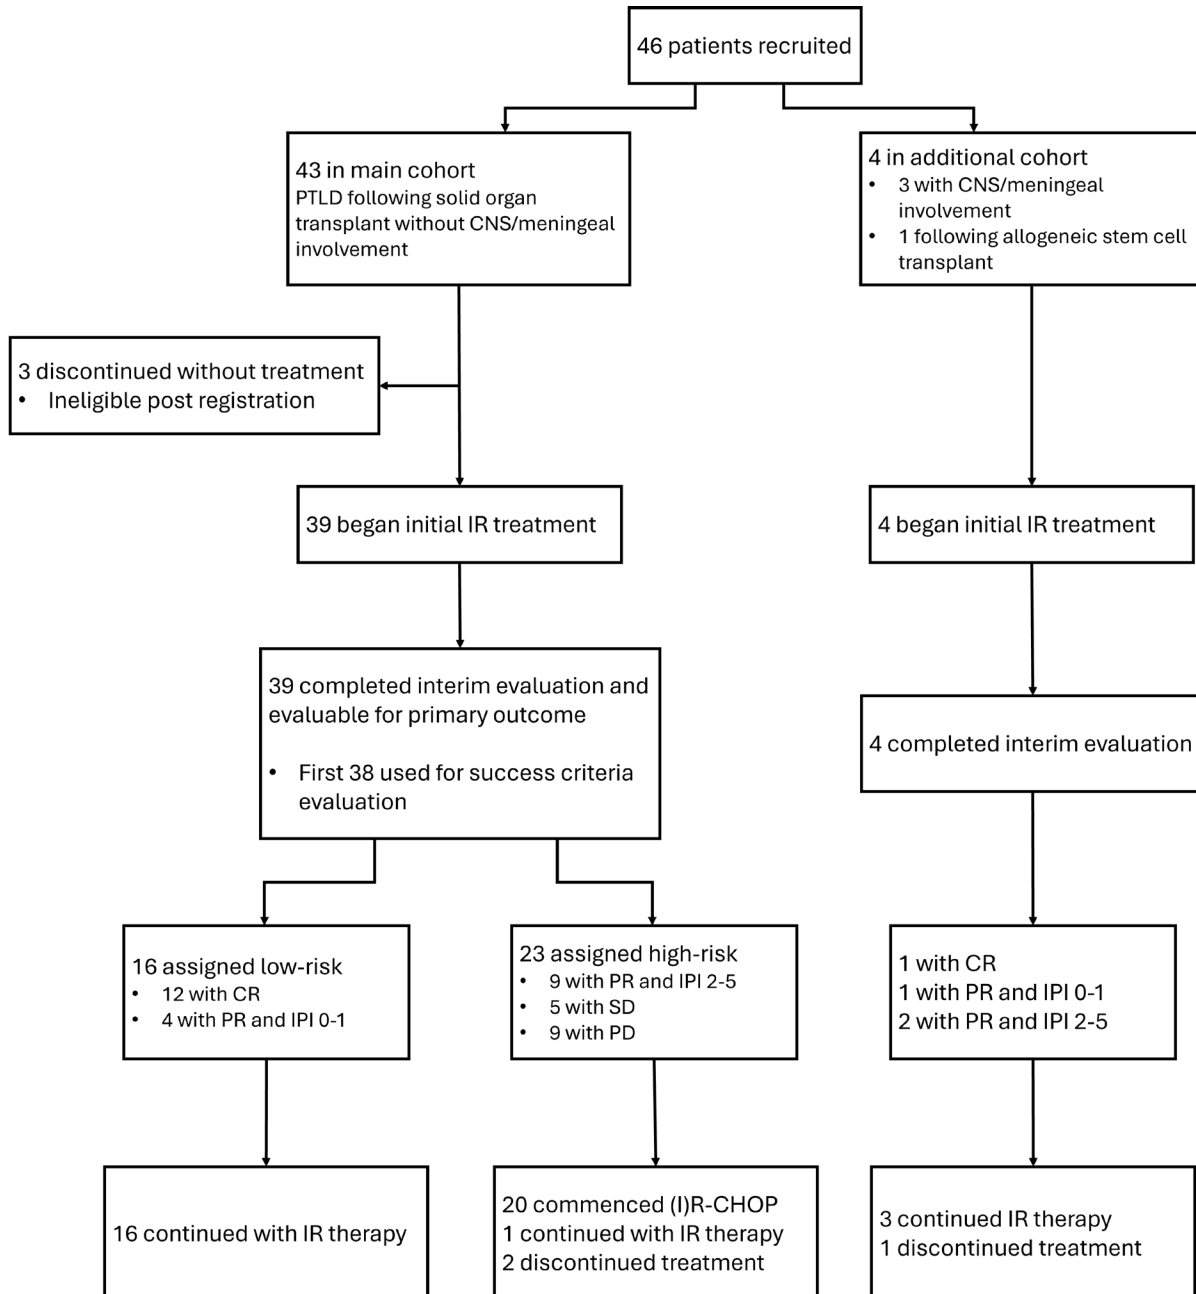 46 patients recruited
43 in main cohort
PTLD following solid organ
transplant without CNS/meningeal
involvement
4 in additional cohort
• 3 with CNS/meningeal
involvement
• 1 following allogeneic stem cell
transplant
3 discontinued without treatment
• Ineligible post registration
39 began initial IR treatment
4 began initial IR treatment
39 completed interim evaluation and
evaluable for primary outcome
• First 38 used for success criteria
evaluation
4 completed interim evaluation
16 assigned low-risk
• 12 with CR
• 4 with PR and IPI 0-1
23 assigned high-risk
• 9 with PR and IPI 2-5
• 5 with SD
• 9 with PD
1 with CR
1 with PR and IPI 0-1
2 with PR and IPI 2-5
16 continued with IR therapy
20 commenced (I)R-CHOP
1 continued with IR therapy
2 discontinued treatment
3 continued IR therapy
1 discontinued treatment